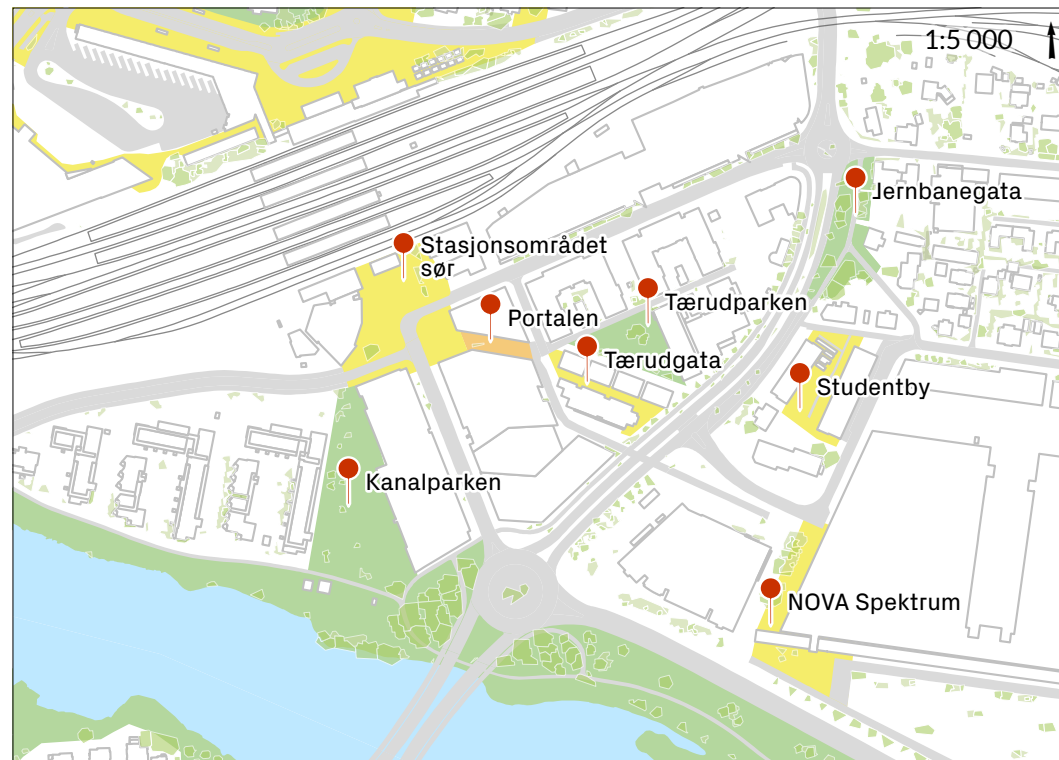 1:5 000
Jernbanegata
Stasjonsområdet
sør
Tærudparken
Portalen
Tærudgata
Studentby
Kanalparken
NOVA Spektrum